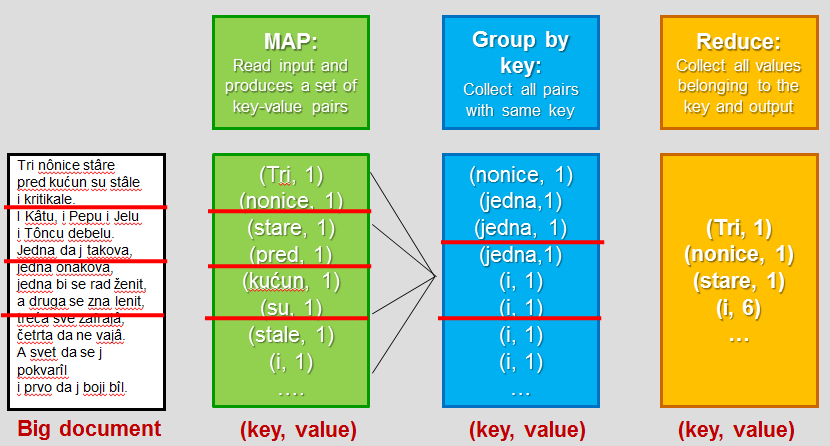 MAP:
Read input and
produces a set of
key-value pairs
Group by
key:
Collect all pairs
with same key
Reduce:
Collect all values
belonging to the
key and output
Tri nônice stâre
pred kućun su stâle
i kritikale.
I Kâtu, i Pepu i Jelu
i Tôncu debelu.
Jedna da j takova,
jedna onakova,
jedna bi se rad ženit,
a druga se zna lenit,
treća sve zafrajâ,
četrta da ne vajâ.
A svet da se j
pokvarîl
i prvo da j boji bîl.
Big document
(Tri, 1)
(nonice, 1)
(stare, 1)
(pred, 1)
(kućun, 1)
(su, 1)
(stale, 1)
(i, 1)
….
(key, value)
(nonice, 1)
(jedna,1)
(jedna, 1)
(jedna,1)
(i, 1)
(i, 1)
(i, 1)
(i, 1)
…
(key, value)
(Tri, 1)
(nonice, 1)
(stare, 1)
(i, 6)
…
(key, value)